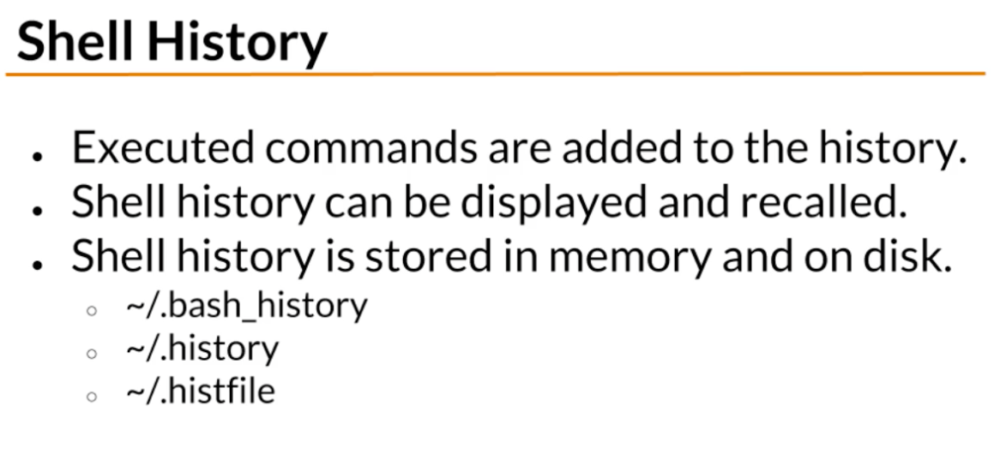 Shell History
• Executed commands are added to the history.
• Shell history can be displayed and recalled.
• Shell history is stored in memory and on disk.
○ ~/.bash_history
○ ~/.history
○ ~/.histfile